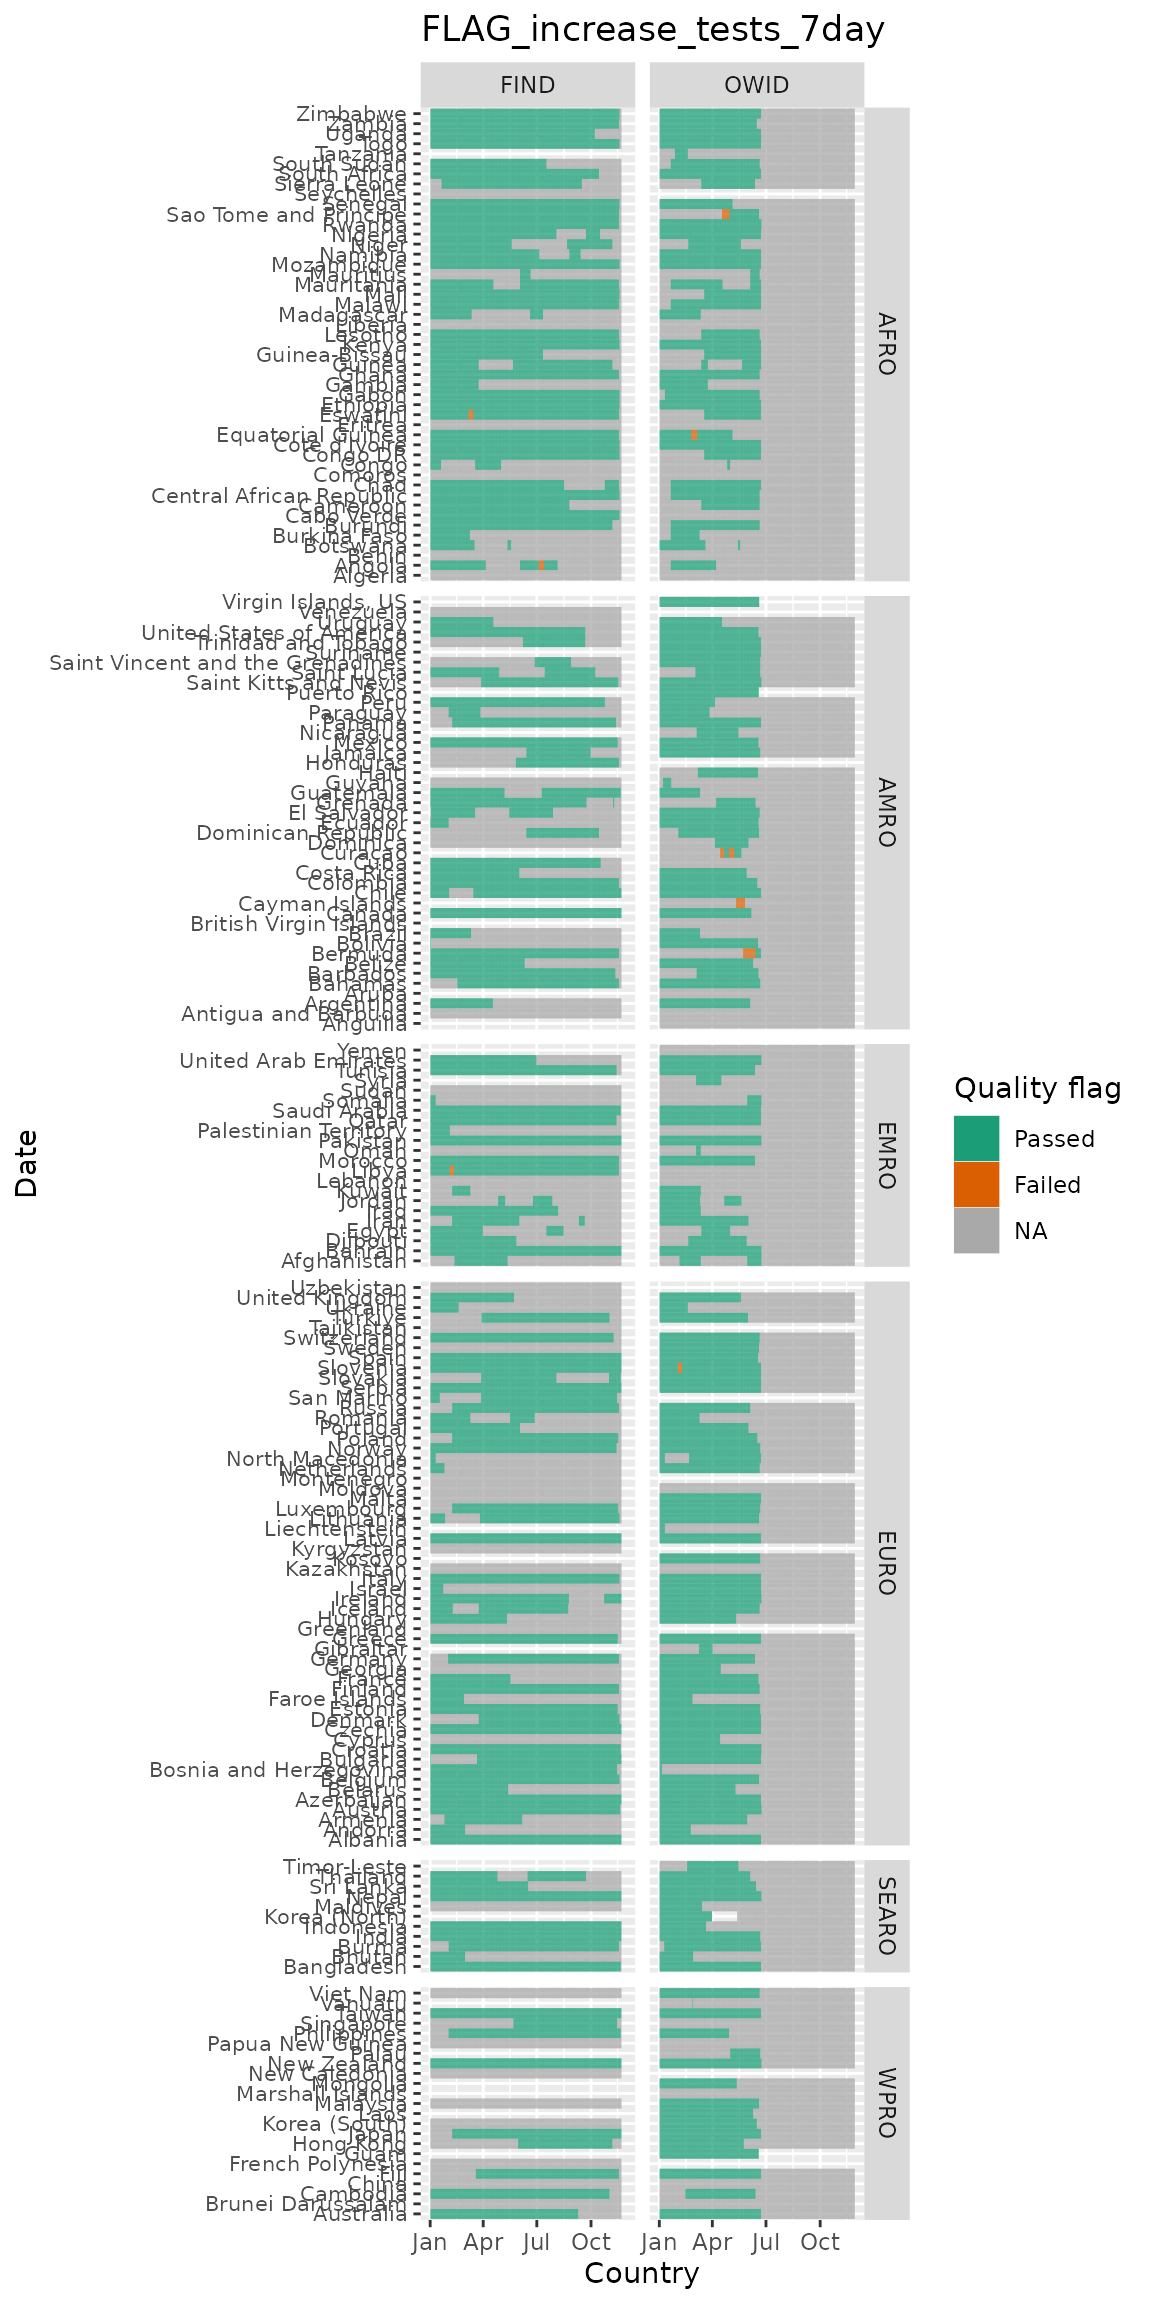 FLAG_increase_tests_7day
FIND
OWID
Zimbabwe
Zambia
Uganda
Togo
Tanzania
South Sudan
South Africa
Sierra Leone
Seychelles
Senegal
Sao Tome and Principe
Rwanda
Nigeria
Niger
Namibia
Mozambique
Mauritius
Mauritania
Mali
Malawi
Madagascar
Liberia
Lesotho
Kenya
Guinea-Bissau
Guinea
Ghana
Gambia
Gabon
Ethiopia
Eswatini
Eritrea
Equatorial Guinea
Cote d'Ivoire
Congo DR
Congo
Comoros
Chad
Central African Republic
Cameroon
Cabo Verde
Burundi
Burkina Faso
Botswana
Benin
Angola
Algeria
AFRO
Virgin Islands, US
Venezuela
Uruguay
United States of America
Trinidad and Tobago
Suriname
Saint Vincent and the Grenadines
Saint Lucia
Saint Kitts and Nevis
Puerto Rico
Peru
Paraguay
Panama
Nicaragua
Mexico
Jamaica
Honduras
Haiti
Guyana
Guatemala
Grenada
El Salvador
Ecuador
Dominican Republic
Dominica
Curacao
Cuba
Costa Rica
Colombia
Chile
Cayman Islands
Canada
British Virgin Islands
Brazil
Bolivia
Bermuda
Belize
Barbados
Bahamas
Aruba
Argentina
Antigua and Barbuda
Anguilla
AMRO
Yemen
United Arab Emirates
Tunisia
Syria
Sudan
Somalia
Saudi Arabia
Qatar
Palestinian Territory
Pakistan
Oman
Morocco
Libya
Lebanon
Kuwait
Jordan
Iraq
Iran
Egypt
Djibouti
Bahrain
Afghanistan
EMRO
Uzbekistan
United Kingdom
Ukraine
Türkiye
Tajikistan
Switzerland
Sweden
Spain
Slovenia
Slovakia
Serbia
San Marino
Russia
Romania
Portugal
Poland
Norway
North Macedonia
Netherlands
Montenegro
Moldova
Malta
Luxembourg
Lithuania
Liechtenstein
Latvia
Kyrgyzstan
Kosovo
Kazakhstan
Italy
Israel
Ireland
Iceland
Hungary
Greenland
Greece
Gibraltar
Germany
Georgia
France
Finland
Faroe Islands
Estonia
Denmark
Czechia
Cyprus
Croatia
Bulgaria
Bosnia and Herzegovina
Belgium
Belarus
Azerbaijan
Austria
Armenia
Andorra
Albania
EURO
Timor-Leste
Thailand
Sri Lanka
Nepal
Maldives
Korea (North)
Indonesia
India
Burma
Bhutan
Bangladesh
SEARO
Viet Nam
Vanuatu
Taiwan
Singapore
Philippines
Papua New Guinea
Palau
New Zealand
New Caledonia
Mongolia
Marshall Islands
Malaysia
Laos
Korea (South)
Japan
Hong Kong
Guam
French Polynesia
Fiji
China
Cambodia
Brunei Darussalam
Australia
WPRO
Jan Apr Jul Oct
Jan Apr Jul Oct
Country
Date
Quality flag
Passed
Failed
NA